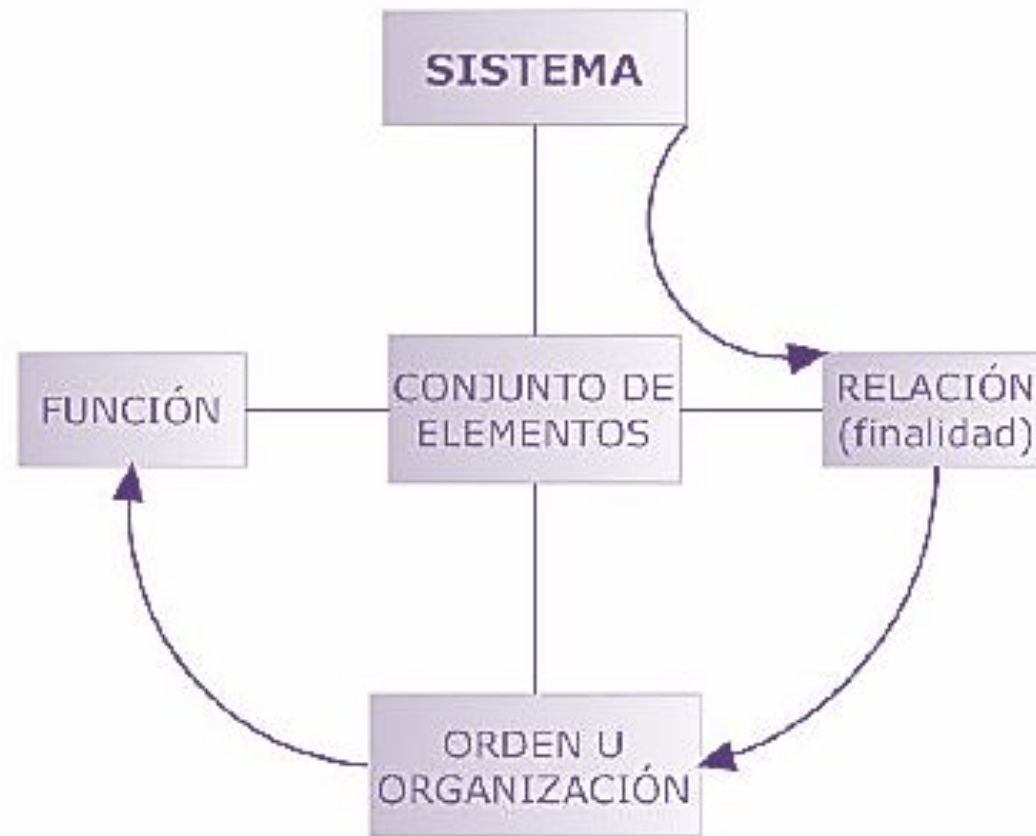 SISTEMA
FUNCIÓN
CONJUNTO DE
ELEMENTOS
RELACIÓN
(finalidad)
ORDEN U
ORGANIZACIÓN